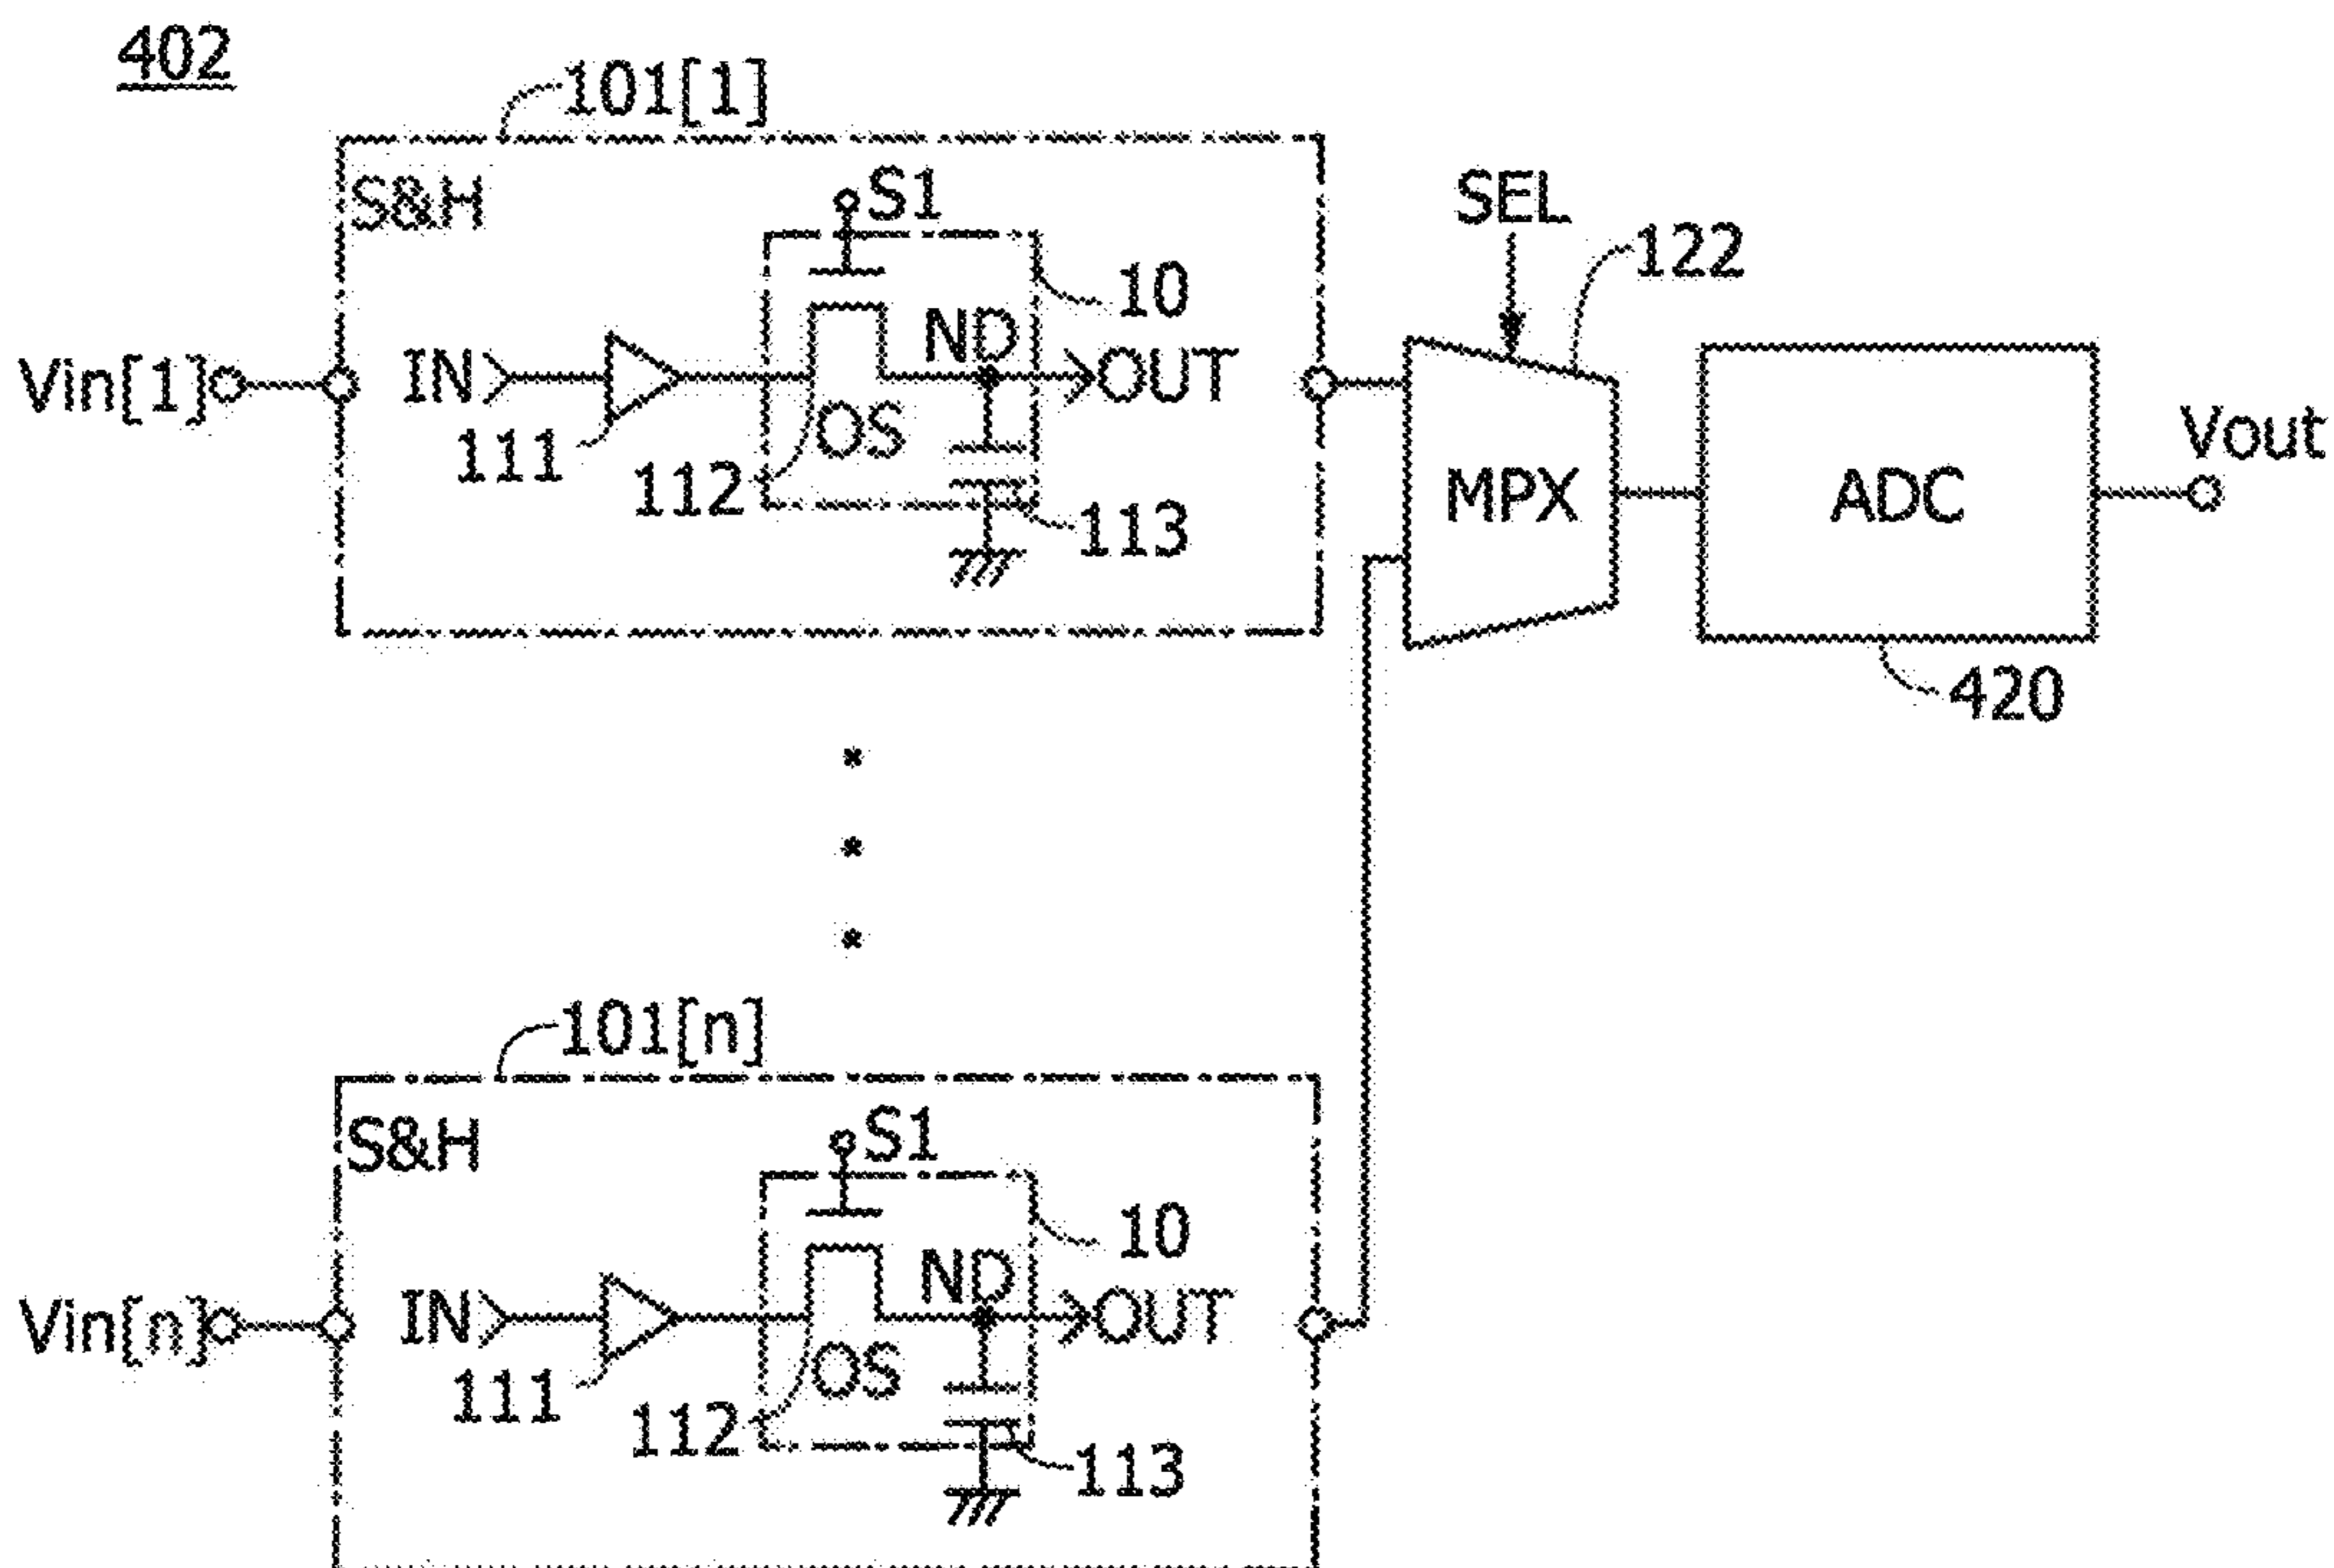 402
101[1]
S&H
S1
SEL
122
10
ND
Vin[1]
IN
OUT
111
OS
112
113
MPX
ADC
Vout
420
101[n]
S&H
S1
10
ND
Vin[n]
IN
OUT
111
OS
112
113